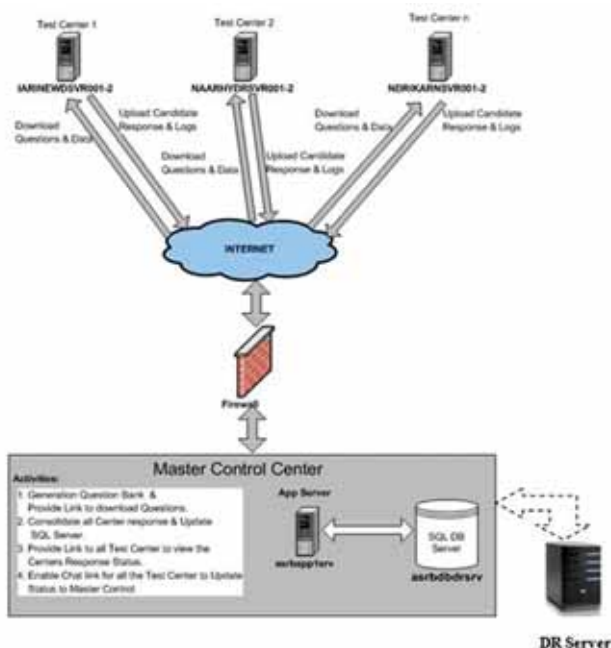 Test Center 1
Test Center 2
Test Center n
IARINEWDSVR001-2
NAARHYDRSVR001-2
NDRIKARNSVR001-2
Download
Questions & Data
Upload Candidate
Response & Logs
Download
Questions & Data
Upload Candidate
Response & Logs
Download
Questions & Data
Upload Candidate
Response & Logs
INTERNET
Firewall
Master Control Center
Activities:
1. Generation Question Bank &
Provide Link to download Questions.
2. Consolidate all Center response & Update
SQL Server
3. Provide Link to all Test Center to view the
Centers Response Status.
4. Enable Chat link for all the Test Center to Update
Status to Master Control
App Server
asrbapp1srv
SQL DB
Server
asrbdbdrsrv
DR Server